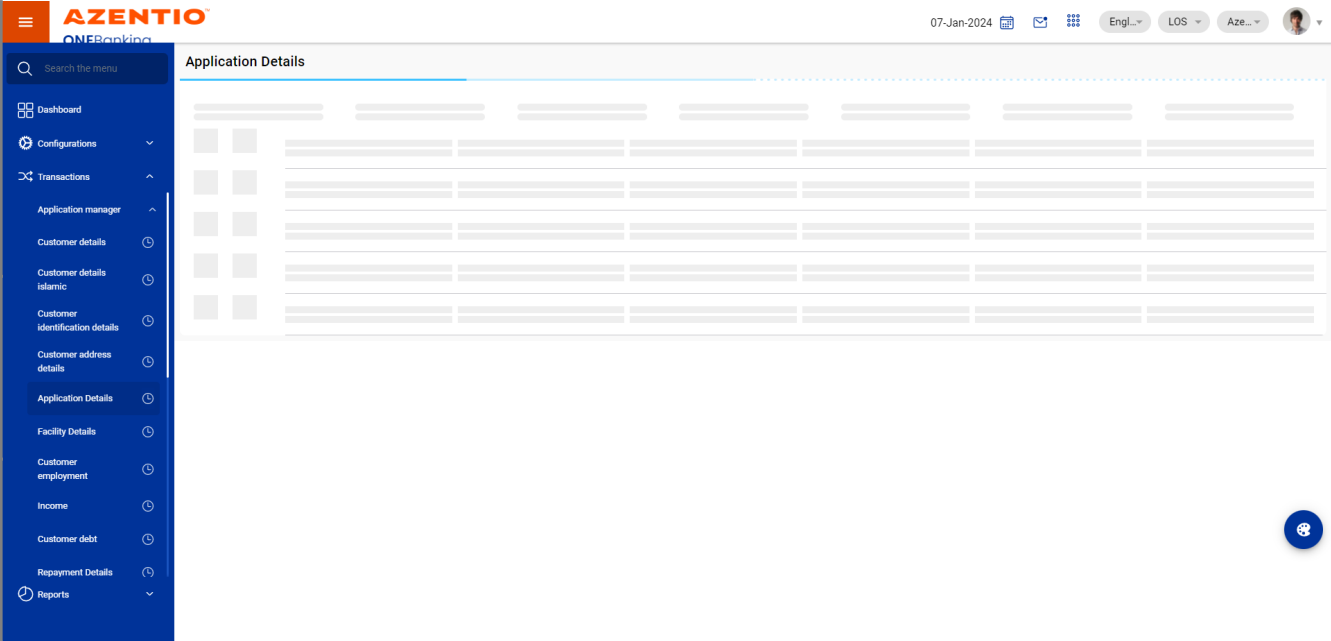 AZENTIO™
ONEBanking
07-Jan-2024
Engl...
LOS
Aze...
Search the menu
Application Details
Dashboard
Configurations
Transactions
Application manager
Customer details
Customer details
islamic
Customer
identification details
Customer address
details
Application Details
Facility Details
Customer
employment
Income
Customer debt
Repayment Details
Reports